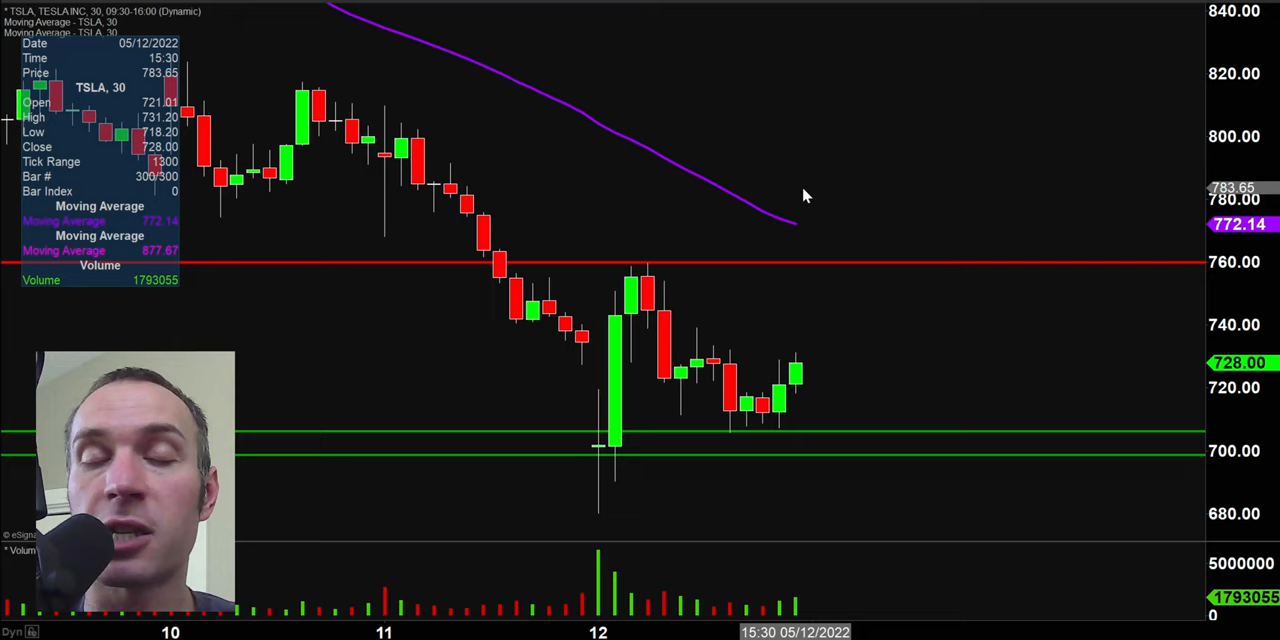 * TSLA, TESLA INC, 30, 09:30-16:00 (Dynamic)
Moving Average - TSLA, 30
Moving Average - TSLA, 30
Date 05/12/2022
Time 15:30
Price 783.65
TSLA, 30
Open 721.01
High 731.20
Low 718.20
Close 728.00
Tick Range 1300
Bar # 300/300
Bar Index 0
Moving Average
Moving Average 772.14
Moving Average
Moving Average 877.67
Volume
Volume 1793055
840.00
820.00
800.00
783.65
780.00
772.14
760.00
740.00
728.00
720.00
700.00
680.00
© eSigna
* Volum
5000000
1793055
0
Dyn
10
11
12
15:30 05/12/2022